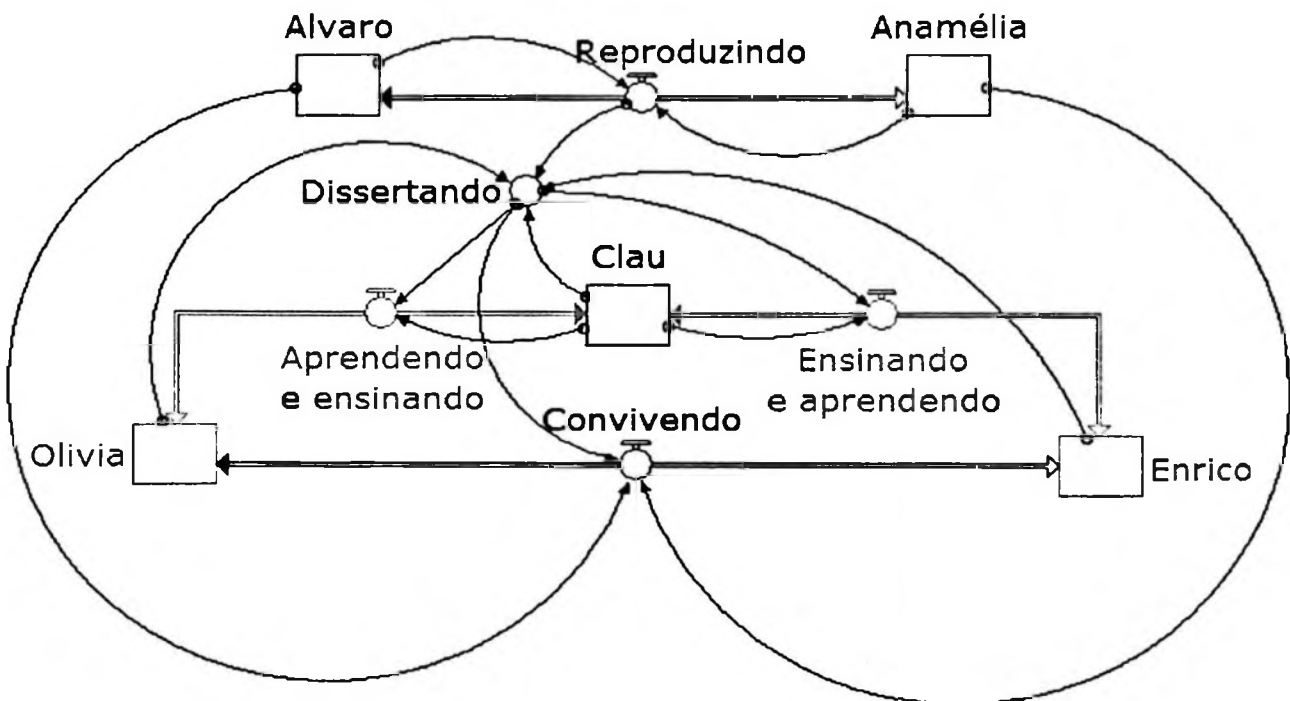 Alvaro
Reproduzindo
Anamélia
Dissertando
Clau
Aprendendo
e ensinando
Ensinando
e aprendendo
Convivendo
Olivia
Enrico